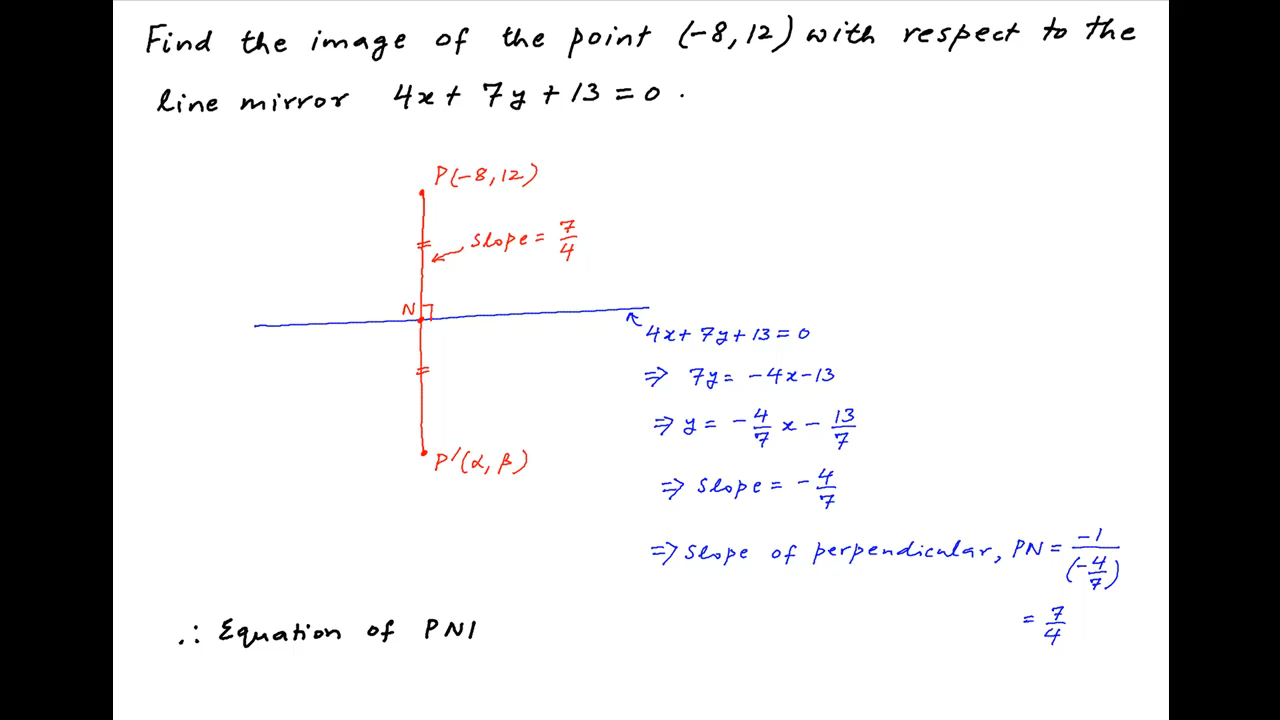 Find the image of the point (-8, 12) with respect to the
line mirror 4x + 7y + 13 = 0 .
P(-8, 12)
slope = 7/4
N
4x + 7y + 13 = 0
⇒ 7y = -4x - 13
⇒ y = -4/7 x - 13/7
P'(α, β)
⇒ slope = -4/7
⇒ slope of perpendicular, PN = -1/(-4/7)
= 7/4
∴ Equation of PN